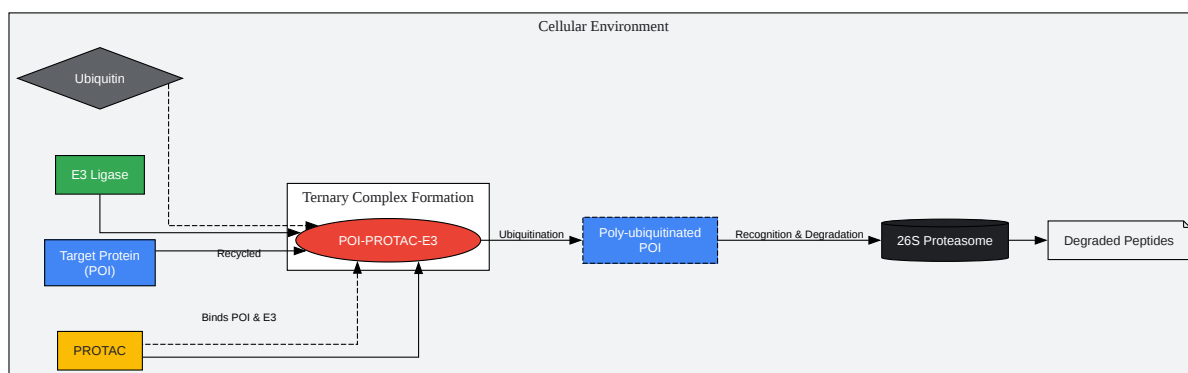 Cellular Environment
Ubiquitin
E3 Ligase
Ternary Complex Formation
POI-PROTAC-E3
Ubiquitination
Poly-ubiquitinated
POI
Recognition & Degradation
26S Proteasome
Degraded Peptides
Target Protein
(POI)
Recycled
Binds POI & E3
PROTAC